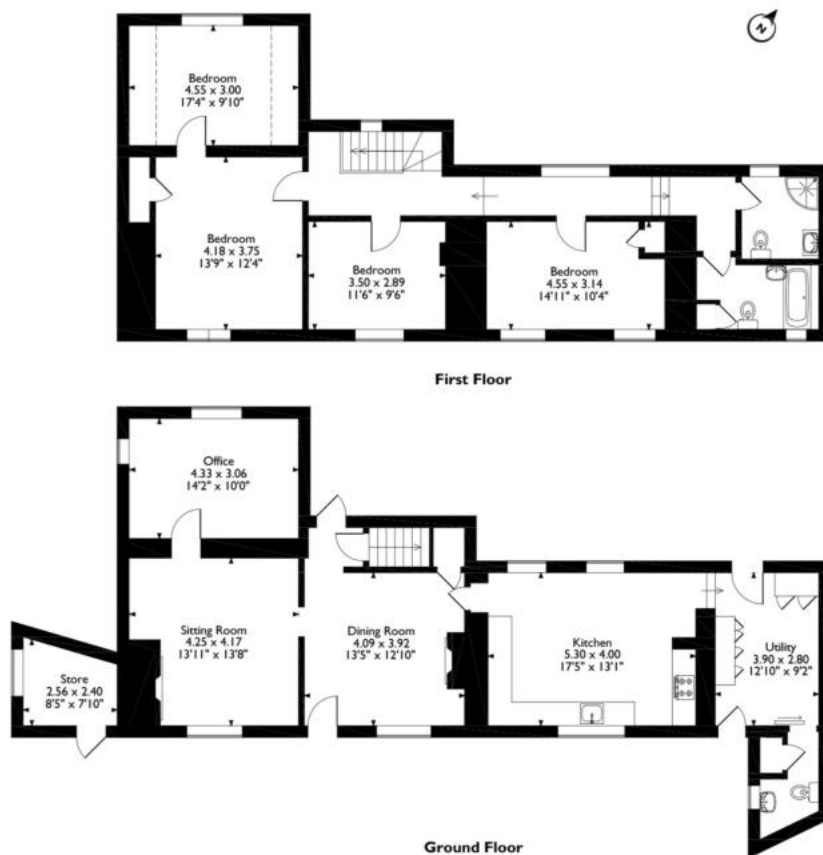 N
Bedroom
4.55 x 3.00
17'4" x 9'10"
Bedroom
4.18 x 3.75
13'9" x 12'4"
Bedroom
3.50 x 2.89
11'6" x 9'6"
Bedroom
4.55 x 3.14
14'11" x 10'4"
First Floor
Office
4.33 x 3.06
14'2" x 10'0"
Sitting Room
4.25 x 4.17
13'11" x 13'8"
Dining Room
4.09 x 3.92
13'5" x 12'10"
Kitchen
5.30 x 4.00
17'5" x 13'1"
Utility
3.90 x 2.80
12'10" x 9'2"
Store
2.56 x 2.40
8'5" x 7'10"
Ground Floor